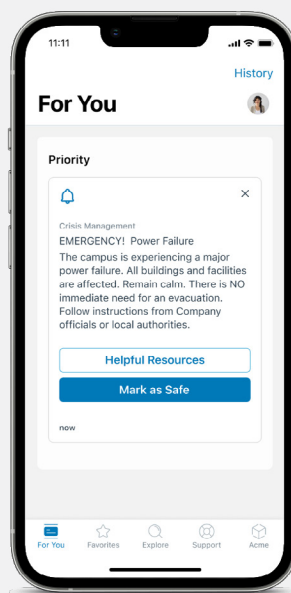 11:11
History
For You
Priority
Crisis Management
EMERGENCY! Power Failure
The campus is experiencing a major
power failure. All buildings and facilities
are affected. Remain calm. There is NO
immediate need for an evacuation.
Follow instructions from Company
officials or local authorities.
Helpful Resources
Mark as Safe
now
For You Favorites Explore Support Acme